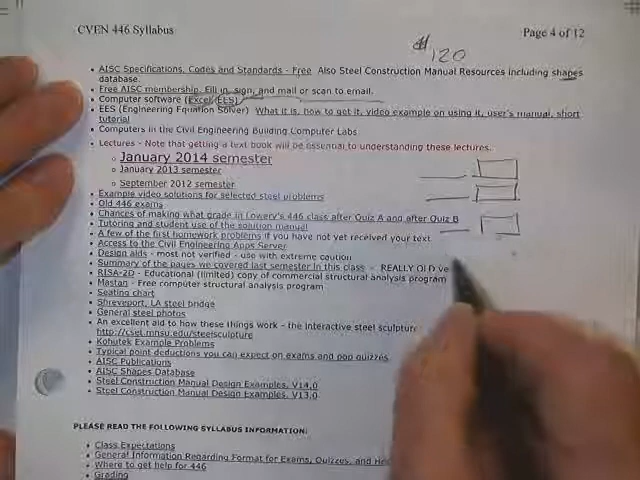 CVEN 446 Syllabus
Page 4 of 12
120
AISC Specifications, Codes and Standards - Free Also Steel Construction Manual Resources including shapes
database.
Free AISC membership. Fill in, sign, and mail or scan to email.
Computer software (Excel, EES)
EES (Engineering Equation Solver) What it is, how to get it, video example on using it, user's manual, short
tutorial
Computers in the Civil Engineering Building Computer Labs
Lectures - Note that getting a text book will be essential to understanding these lectures.
January 2014 semester
January 2013 semester
September 2012 semester
Example video solutions for selected steel problems
Old 446 exams
Chances of making what grade in Lowery's 446 class after Quiz A and after Quiz B
Tutoring and student use of the solution manual
A few of the first homework problems if you have not yet received your text
Access to the Civil Engineering Apps Server
Design aids - most not verified - use with extreme caution
Summary of the pages we covered last semester in this class - REALLY OLD ve
RISA-2D - Educational (limited) copy of commercial structural analysis program
Mastan - Free computer structural analysis program
Seating chart
Shreveport, LA steel bridge
General steel photos
An excellent aid to how these things work - the interactive steel sculpture
http://csel.mnsu.edu/steelsculpture
Kohutek Example Problems
Typical point deductions you can expect on exams and pop quizzes
AISC Publications
AISC Shapes Database
Steel Construction Manual Design Examples, V14.0
Steel Construction Manual Design Examples, V13.0
PLEASE READ THE FOLLOWING SYLLABUS INFORMATION:
Class Expectations
General Information Regarding Format for Exams, Quizzes, and Ho
Where to get help for 446
Grading